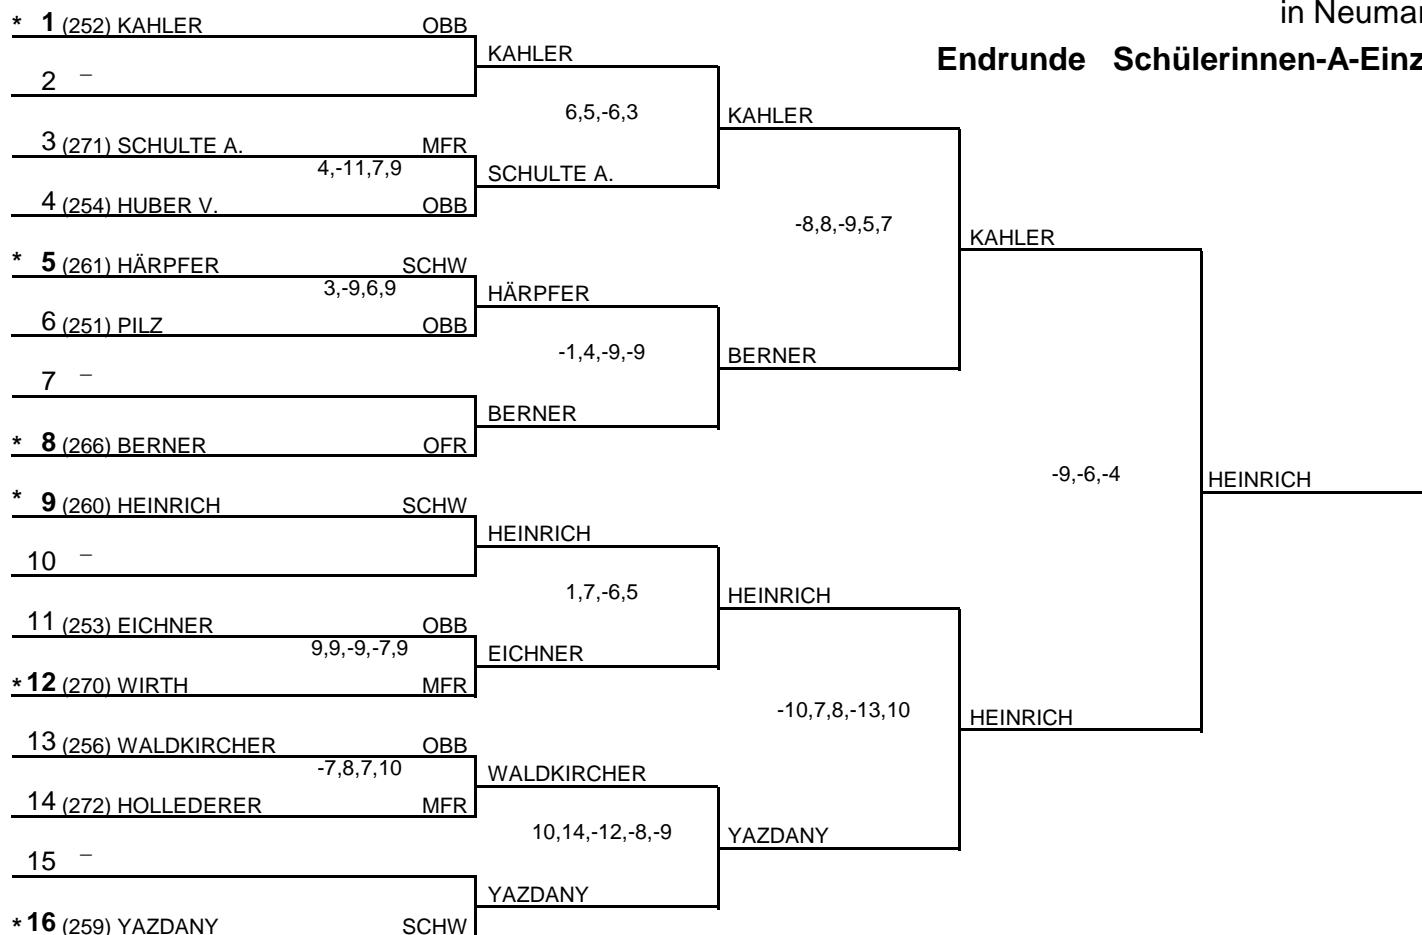 in Neumar
Endrunde Schülerinnen-A-Einz
* 1 (252) KAHLER OBB
KAHLER
2 –
6,5,-6,3
KAHLER
3 (271) SCHULTE A. MFR
4,-11,7,9
SCHULTE A.
4 (254) HUBER V. OBB
-8,8,-9,5,7
KAHLER
* 5 (261) HÄRPFER SCHW
3,-9,6,9
HÄRPFER
6 (251) PILZ OBB
-1,4,-9,-9
BERNER
7 –
BERNER
* 8 (266) BERNER OFR
-9,-6,-4
HEINRICH
* 9 (260) HEINRICH SCHW
HEINRICH
10 –
1,7,-6,5
HEINRICH
11 (253) EICHNER OBB
9,9,-9,-7,9
EICHNER
* 12 (270) WIRTH MFR
-10,7,8,-13,10
HEINRICH
13 (256) WALDKIRCHER OBB
-7,8,7,10
WALDKIRCHER
14 (272) HOLLEDERER MFR
10,14,-12,-8,-9
YAZDANY
15 –
YAZDANY
* 16 (259) YAZDANY SCHW